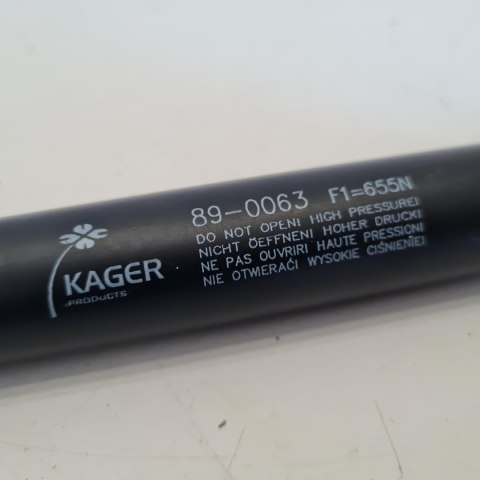 KAGER
PRODUCTS
89-0063 F1=655N
DO NOT OPEN! HIGH PRESSURE!
NICHT ÖFFNEN! HOHER DRUCK!
NE PAS OUVRIR! HAUTE PRESSION!
NIE OTWIERAĆ! WYSOKIE CIŚNIENIE!